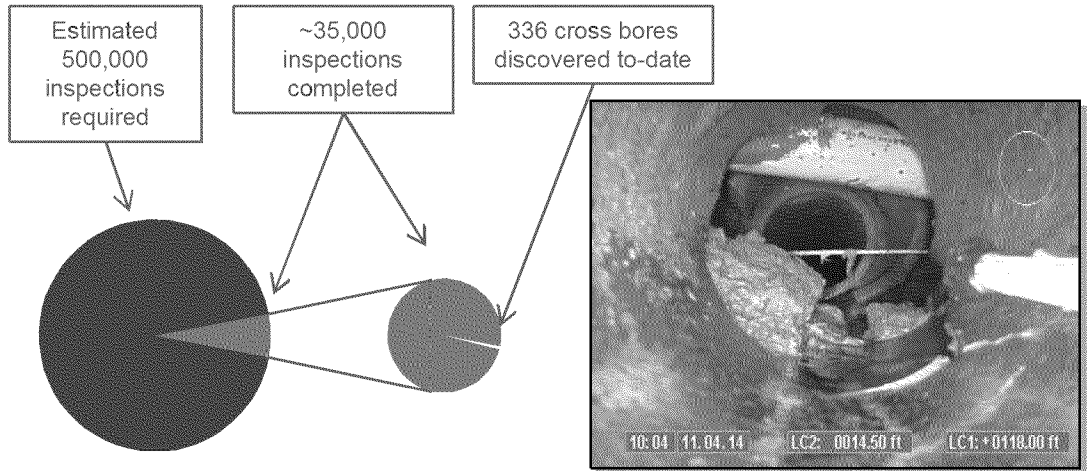 Estimated
500,000
inspections
required
~35,000
inspections
completed
336 cross bores
discovered to-date
10:04 11.04.14 LC2: 0014.50 ft LC1: +0118.00 ft